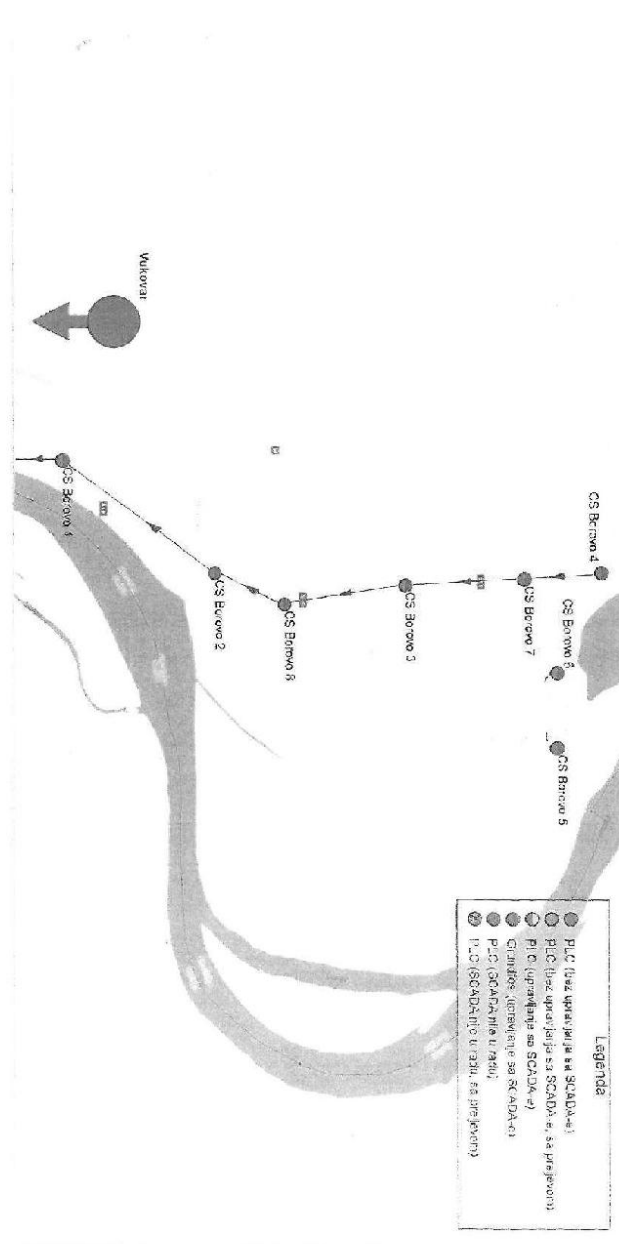 Vukovar
CS Borovo 4
CS Borovo 6
CS Borovo 7
CS Borovo 5
CS Borovo 3
CS Borovo 8
CS Borovo 2
CS Borovo 1
Legenda
PLC (bez upravljanja sa SCADA-e)
PLC (bez upravljanja sa SCADA-e, sa preljevom)
PLC (upravljanje sa SCADA-e)
Grundfos (upravljanje sa SCADA-e)
PLC (SCADA nije u radu)
PLC (SCADA nije u radu, sa preljevom)